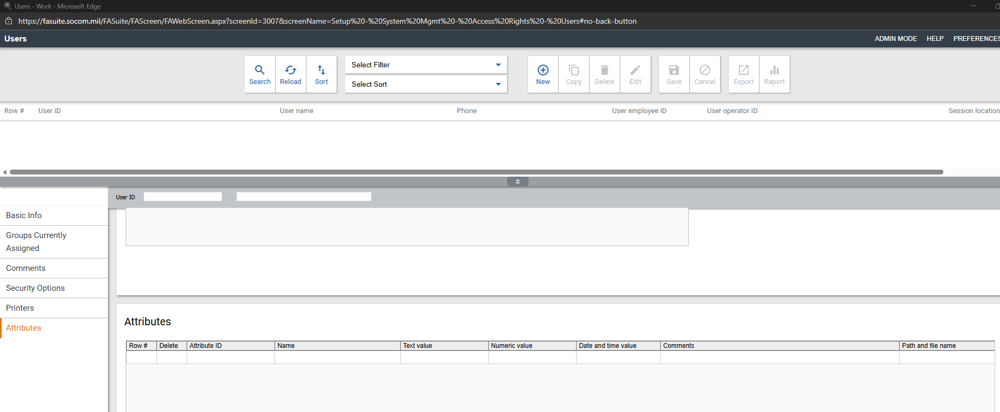 Users - Work - Microsoft Edge
https://fasuite.socom.mil/FASuite/FAScreen/FAWebScreen.aspx?screenId=3007&screenName=Setup%20-%20System%20Mgmt%20-%20Access%20Rights%20-%20Users#no-back-button
Users ADMIN MODE HELP PREFERENCES
Search Reload Sort Select Filter New Copy Delete Edit Save Cancel Export Report
Select Sort
Row # User ID User name Phone User employee ID User operator ID Session location
User ID
Basic Info
Groups Currently
Assigned
Comments
Security Options
Printers
Attributes
Attributes
Row # Delete Attribute ID Name Text value Numeric value Date and time value Comments Path and file name